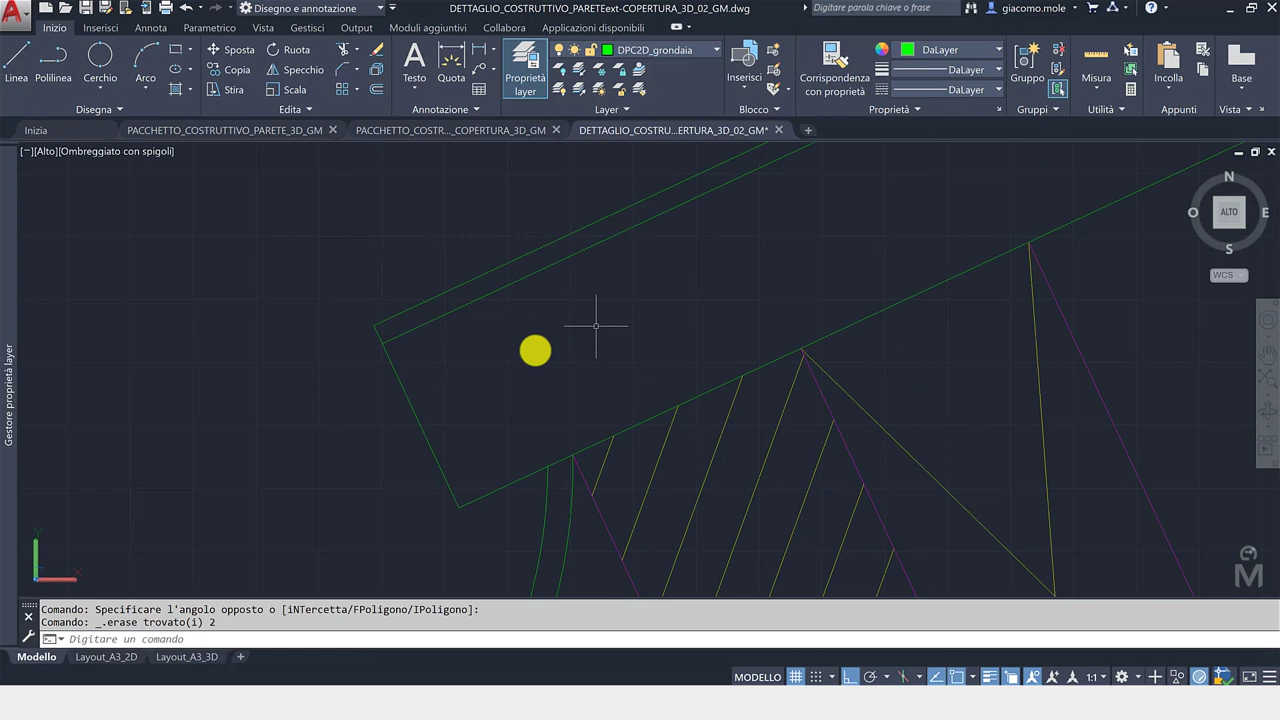 DETTAGLIO_COSTRUTTIVO_PARETEext-COPERTURA_3D_02_GM.dwg
Disegno e annotazione
Digitare parola chiave o frase
giacomo.mole
Inizio
Inserisci
Annota
Parametrico
Vista
Gestisci
Output
Moduli aggiuntivi
Collabora
Applicazioni disponibili
Linea
Polilinea
Cerchio
Arco
Disegna
Sposta
Ruota
Copia
Specchio
Stira
Scala
Edita
Testo
Quota
Annotazione
Proprietà
layer
DPC2D_grondaia
Layer
Inserisci
Blocco
Corrispondenza
con proprietà
DaLayer
DaLayer
DaLayer
Proprietà
Gruppo
Gruppi
Misura
Utilità
Incolla
Appunti
Base
Vista
Inizia
PACCHETTO_COSTRUTTIVO_PARETE_3D_GM
PACCHETTO_COSTR..._COPERTURA_3D_GM
DETTAGLIO_COSTRU...ERTURA_3D_02_GM*
[−][Alto][Ombreggiato con spigoli]
N
O
ALTO
E
S
WCS
Gestore proprietà layer
Y
X
M
Comando: Specificare l'angolo opposto o [iNTercetta/FPoligono/IPoligono]:
Comando: _.erase trovato(i) 2
Digitare un comando
Modello
Layout_A3_2D
Layout_A3_3D
MODELLO
1:1